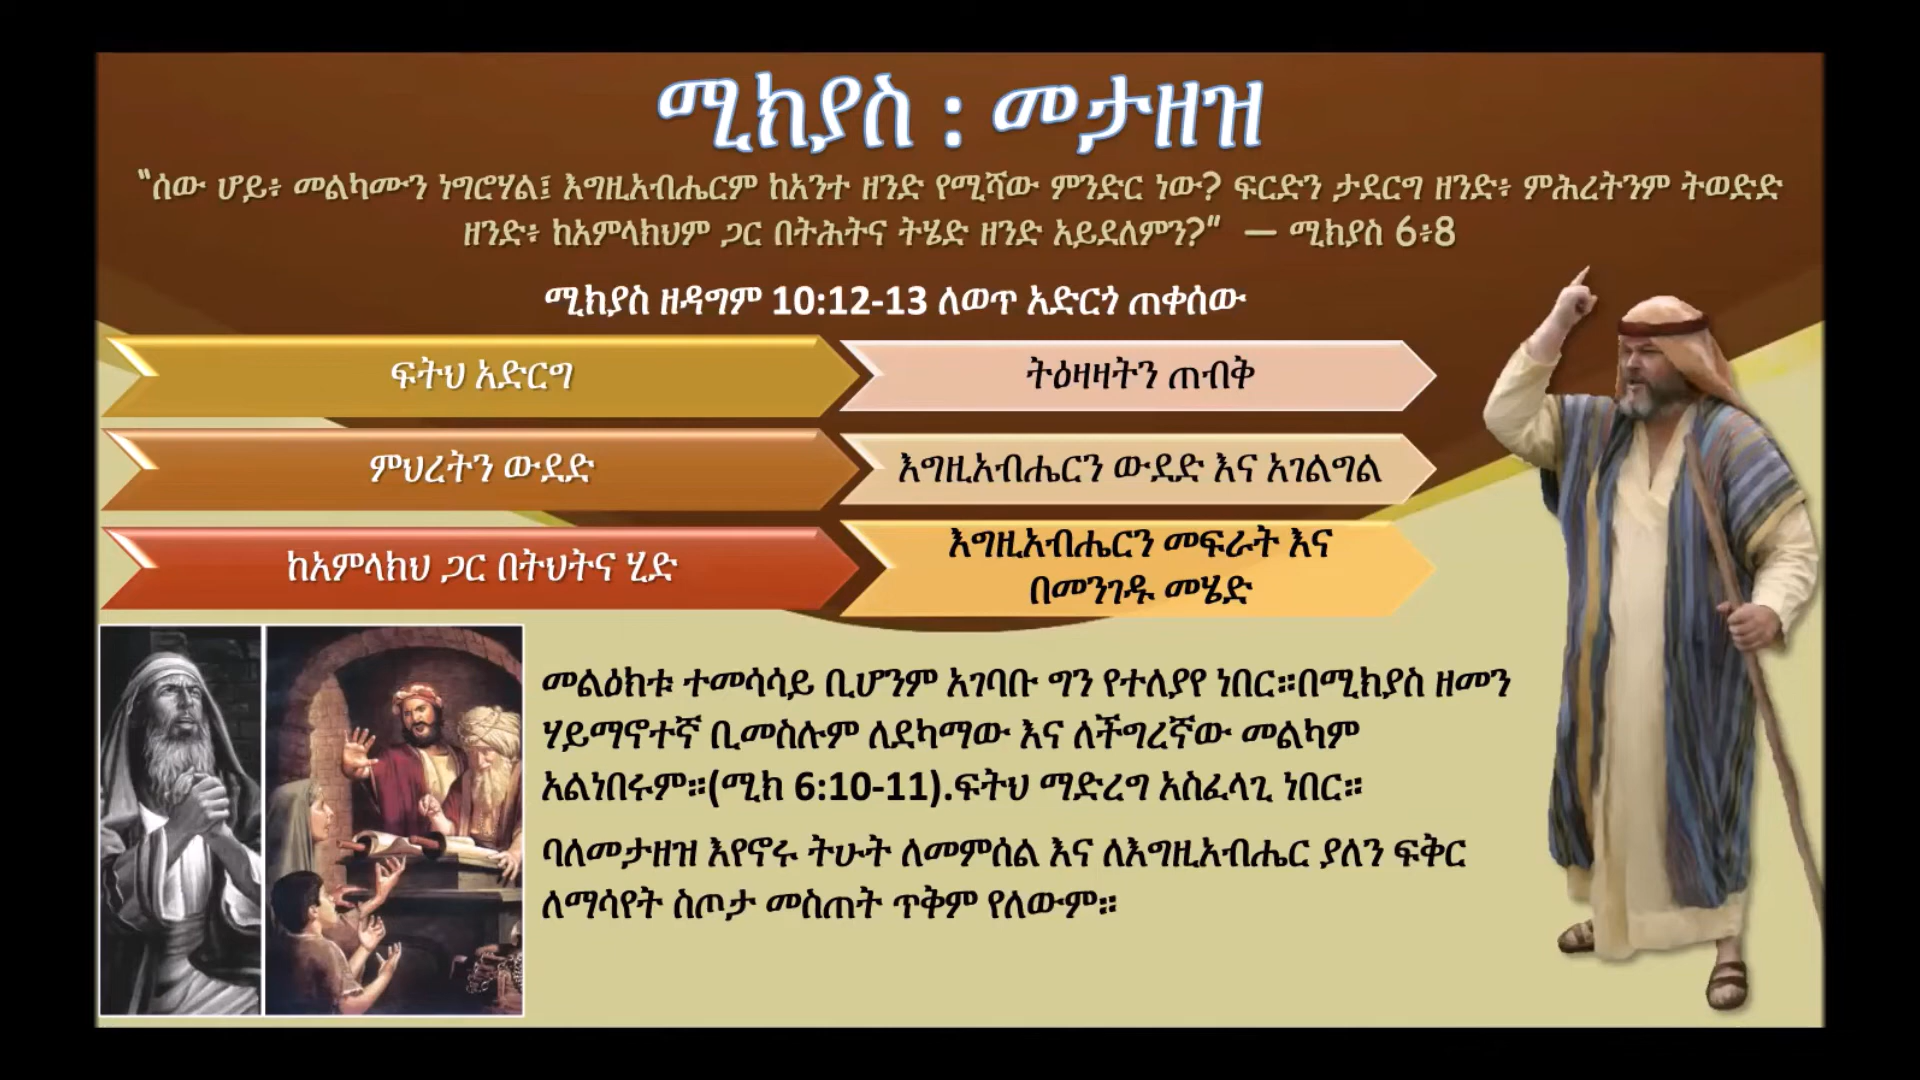 ሚክያስ : መታዘዝ
“ሰው ሆይ፥ መልካሙን ነግሮሃል፤ እግዚአብሔርም ከአንተ ዘንድ የሚሻው ምንድር ነው? ፍርድን ታደርግ ዘንድ፥ ምሕረትንም ትወድድ
ዘንድ፥ ከአምላክህም ጋር በትሕትና ትሄድ ዘንድ አይደለምን?” — ሚክያስ 6፥8
ሚክያስ ዘዳግም 10:12-13 ለወጥ አድርጎ ጠቀሰው
ፍትህ አድርግ
ትዕዛዛትን ጠብቅ
ምህረትን ውደድ
እግዚአብሔርን ውደድ እና አገልግል
ከአምላክህ ጋር በትህትና ሂድ
እግዚአብሔርን መፍራት እና
በመንገዱ መሄድ
መልዕክቱ ተመሳሳይ ቢሆንም አገባቡ ግን የተለያየ ነበር።በሚክያስ ዘመን
ሃይማኖተኛ ቢመስሉም ለደካማው እና ለችግረኛው መልካም
አልነበሩም።(ሚክ 6:10-11).ፍትህ ማድረግ አስፈላጊ ነበር።
ባለመታዘዝ እየኖሩ ትሁት ለመምሰል እና ለእግዚአብሔር ያለን ፍቅር
ለማሳየት ስጦታ መስጠት ጥቅም የለውም።